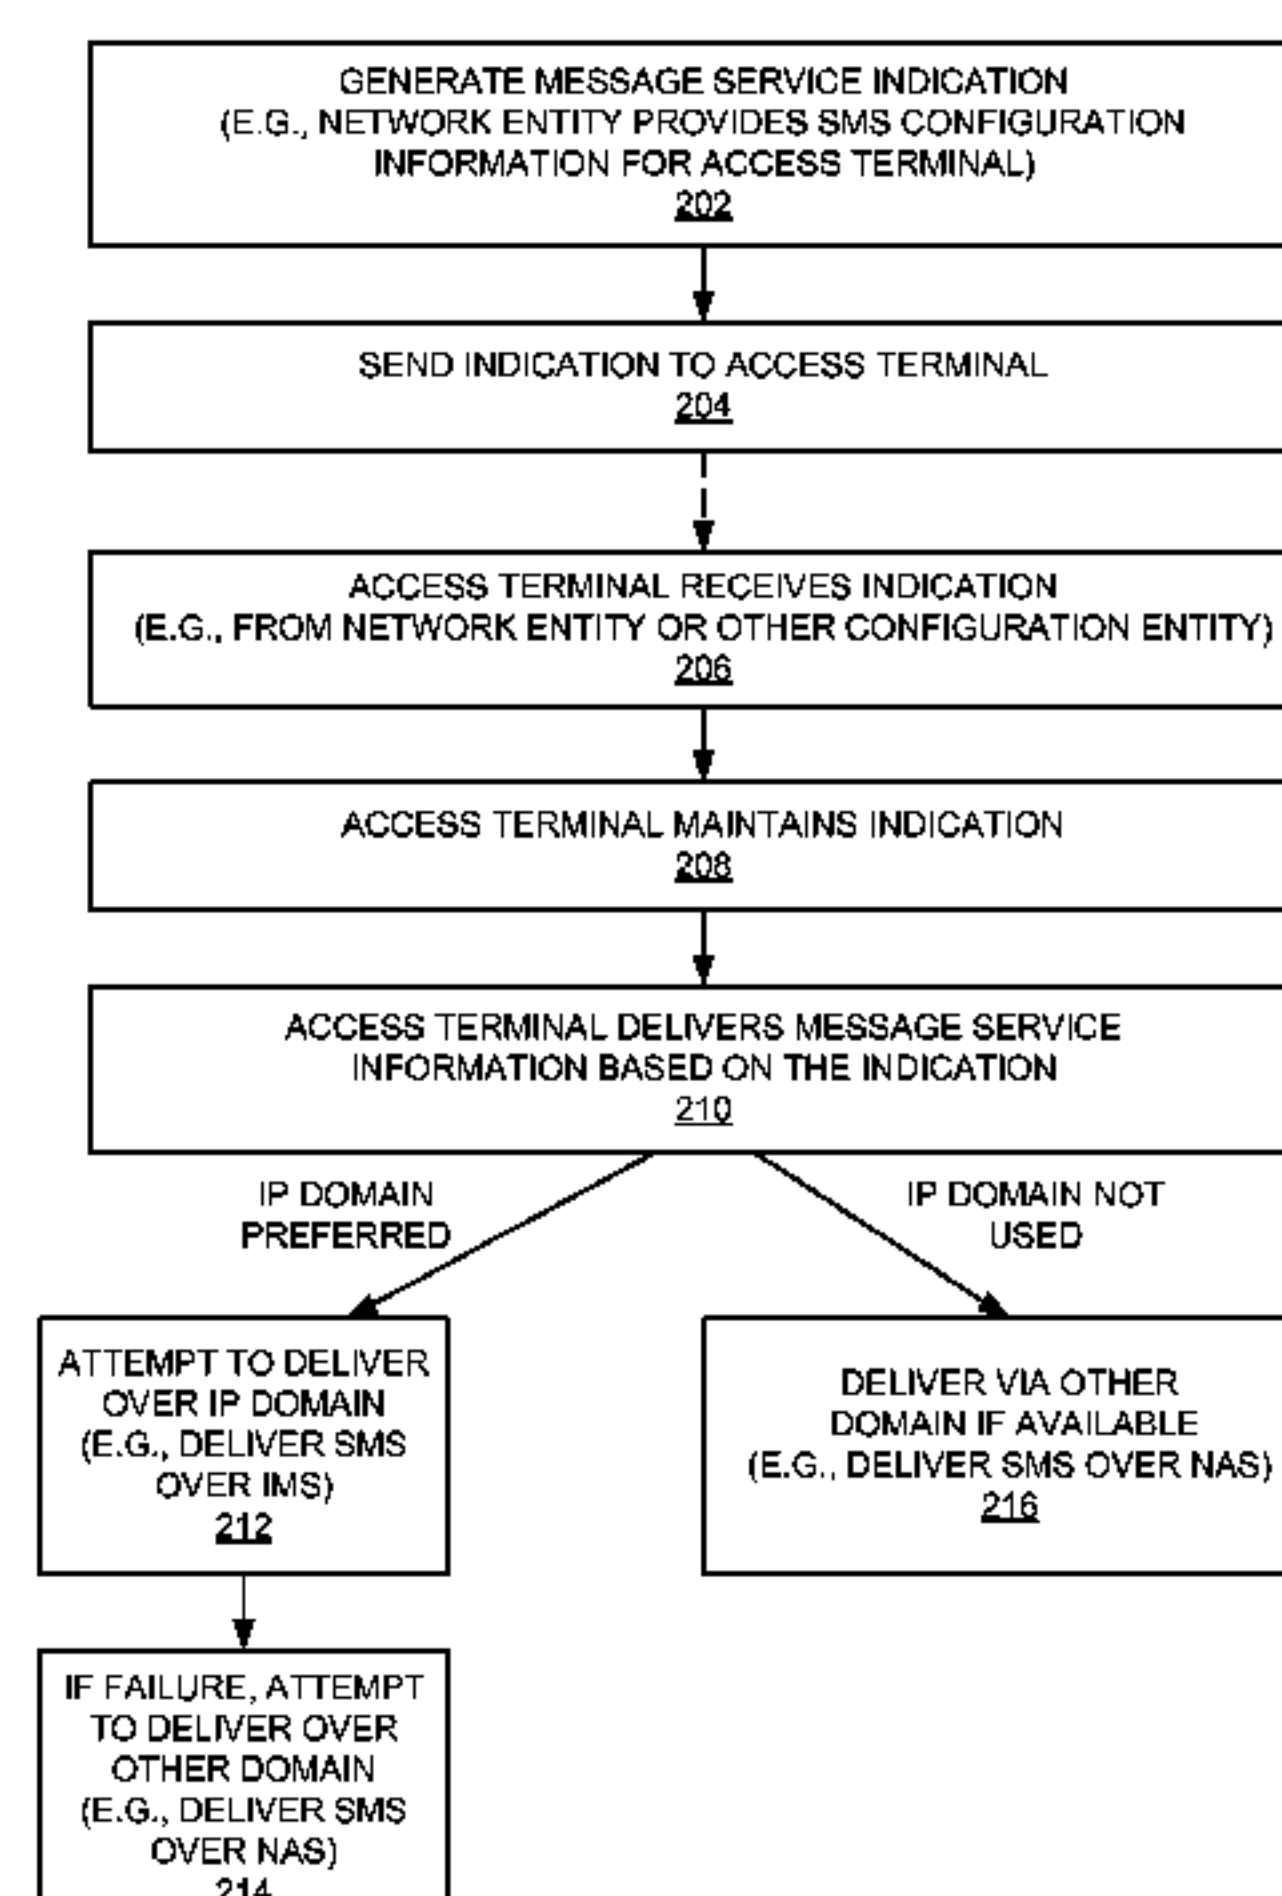 GENERATE MESSAGE SERVICE INDICATION
(E.G., NETWORK ENTITY PROVIDES SMS CONFIGURATION
INFORMATION FOR ACCESS TERMINAL)
202
SEND INDICATION TO ACCESS TERMINAL
204
ACCESS TERMINAL RECEIVES INDICATION
(E.G., FROM NETWORK ENTITY OR OTHER CONFIGURATION ENTITY)
206
ACCESS TERMINAL MAINTAINS INDICATION
208
ACCESS TERMINAL DELIVERS MESSAGE SERVICE
INFORMATION BASED ON THE INDICATION
210
IP DOMAIN
PREFERRED
IP DOMAIN NOT
USED
ATTEMPT TO DELIVER
OVER IP DOMAIN
(E.G., DELIVER SMS
OVER IMS)
212
DELIVER VIA OTHER
DOMAIN IF AVAILABLE
(E.G., DELIVER SMS OVER NAS)
216
IF FAILURE, ATTEMPT
TO DELIVER OVER
OTHER DOMAIN
(E.G., DELIVER SMS
OVER NAS)
214